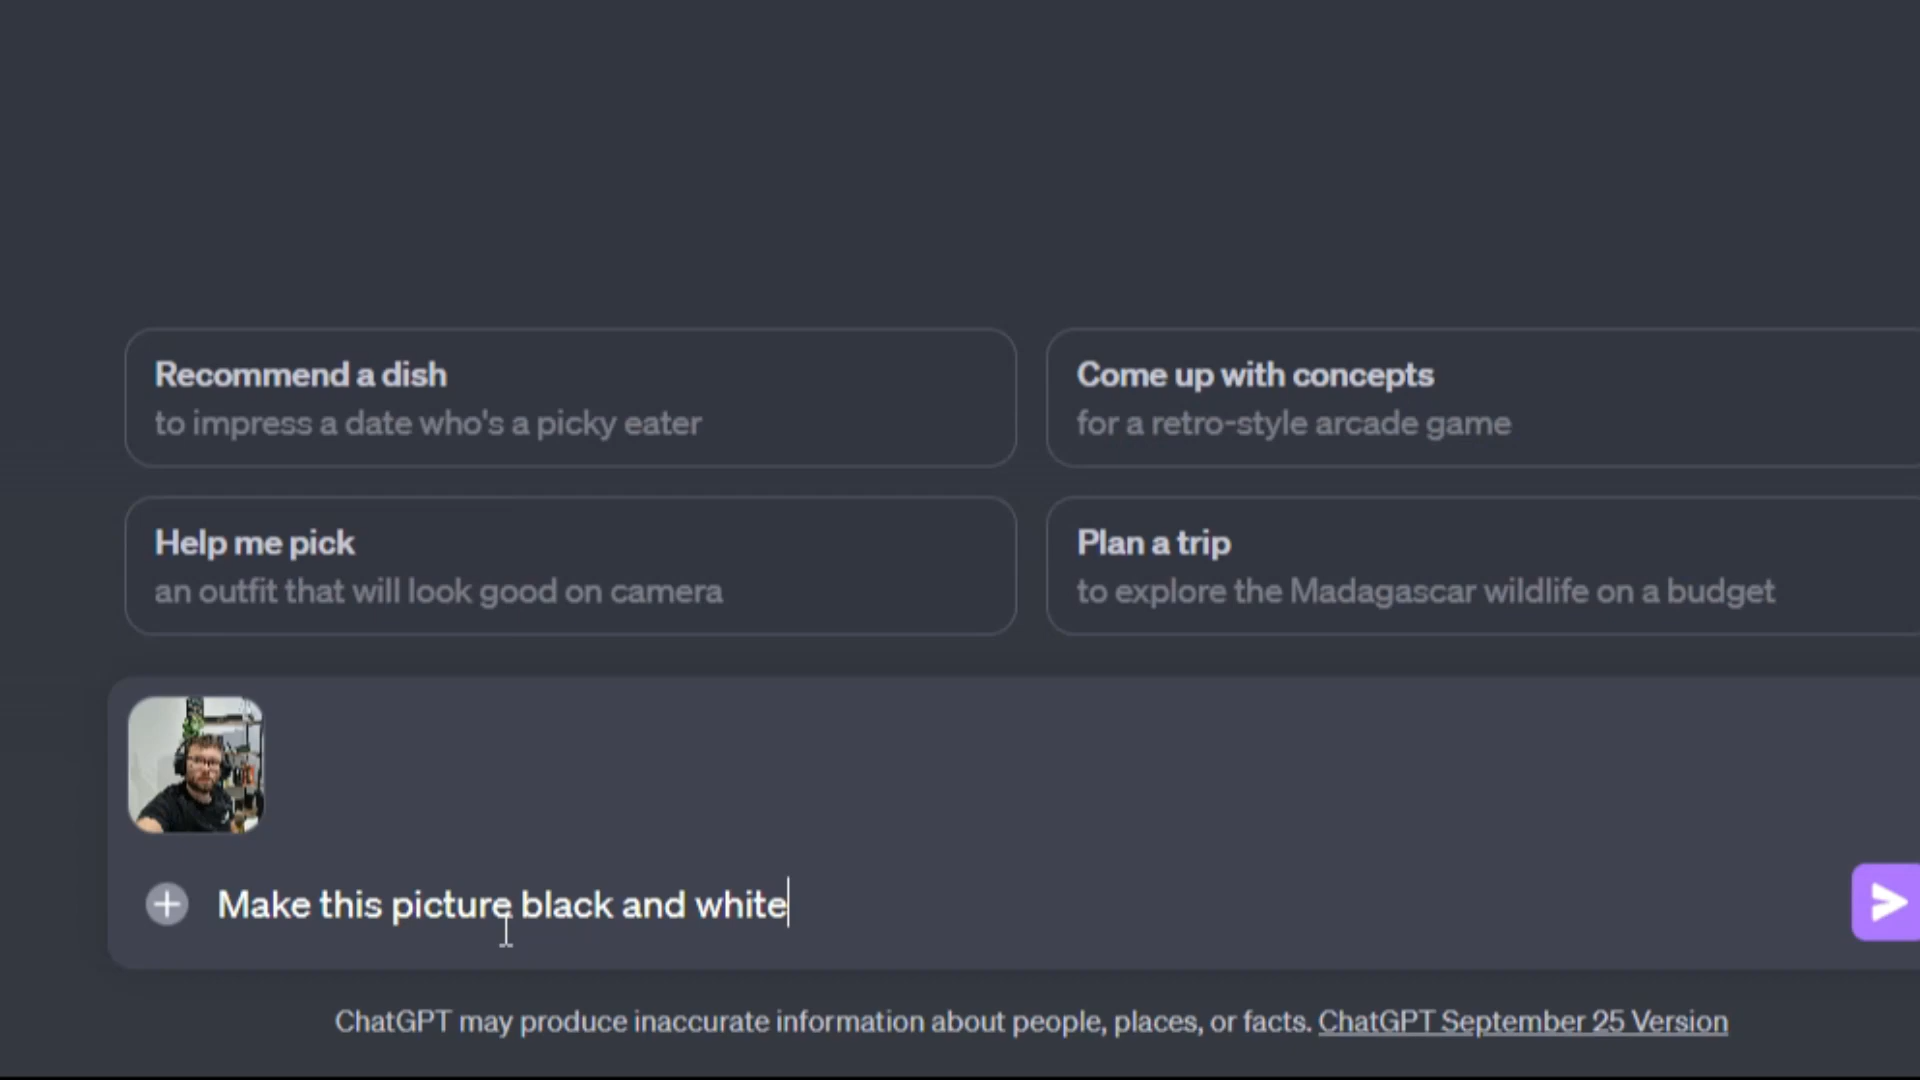 Recommend a dish
to impress a date who's a picky eater
Come up with concepts
for a retro-style arcade game
Help me pick
an outfit that will look good on camera
Plan a trip
to explore the Madagascar wildlife on a budget
Make this picture black and white
ChatGPT may produce inaccurate information about people, places, or facts. ChatGPT September 25 Version